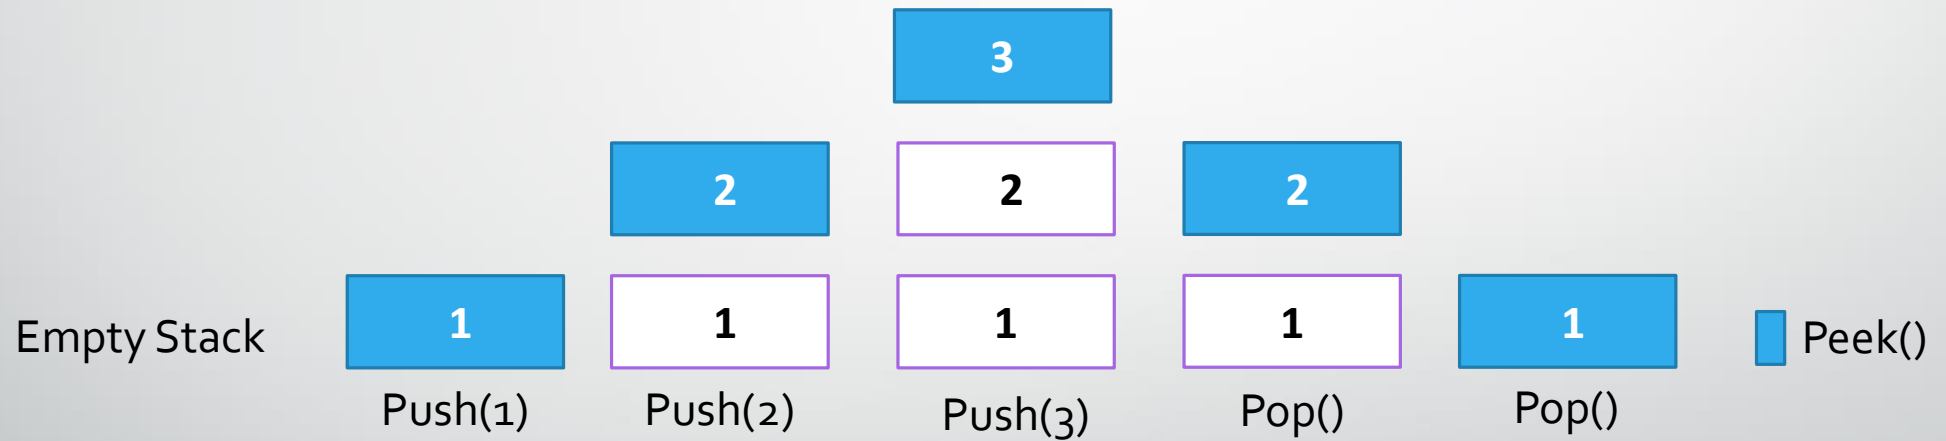 3
2 2 2
Empty Stack 1 1 1 1 1 Peek()
Push(1) Push(2) Push(3) Pop() Pop()